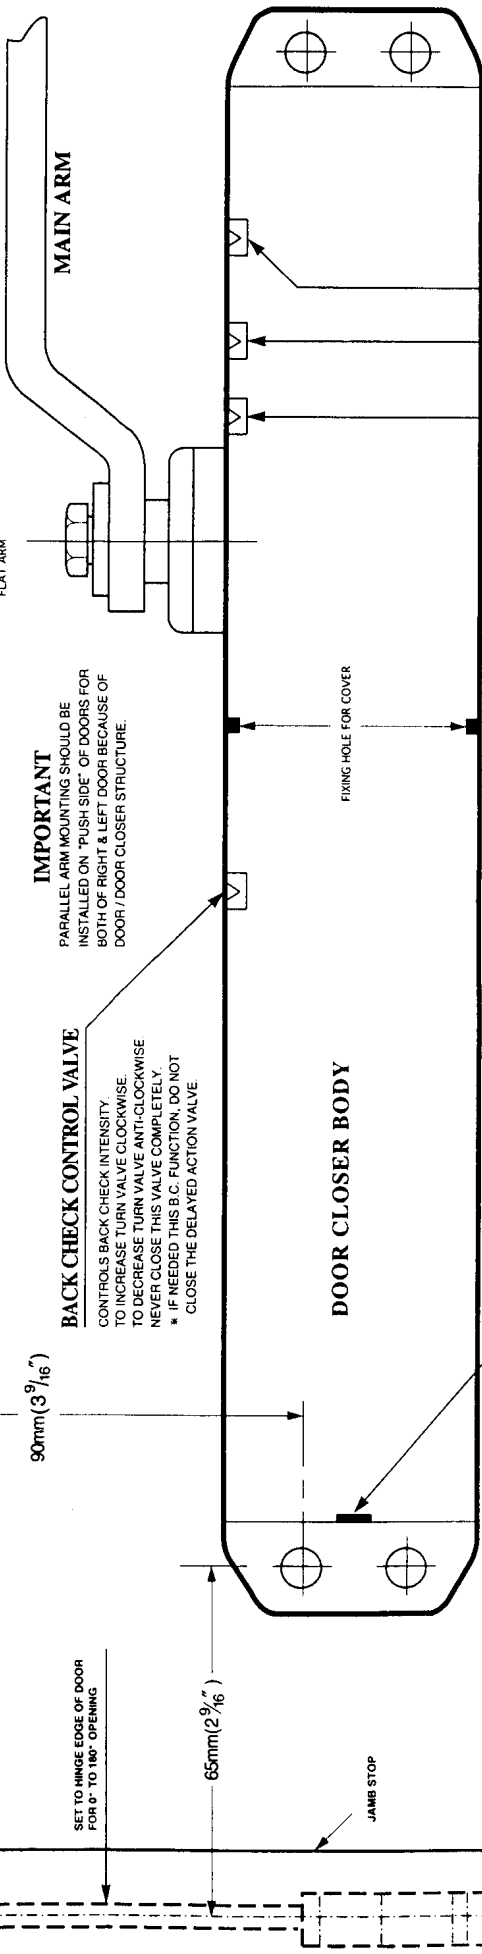 FLAT ARM
MAIN ARM
IMPORTANT
PARALLEL ARM MOUNTING SHOULD BE
INSTALLED ON "PUSH SIDE" OF DOORS FOR
BOTH OF RIGHT & LEFT DOOR BECAUSE OF
DOOR / DOOR CLOSER STRUCTURE.
BACK CHECK CONTROL VALVE
CONTROLS BACK CHECK INTENSITY.
TO INCREASE TURN VALVE CLOCKWISE.
TO DECREASE TURN VALVE ANTI-CLOCKWISE
NEVER CLOSE THIS VALVE COMPLETELY.
* IF NEEDED THIS B.C. FUNCTION, DO NOT
CLOSE THE DELAYED ACTION VALVE.
FIXING HOLE FOR COVER
DOOR CLOSER BODY
90mm(3 9/16")
SET TO HINGE EDGE OF DOOR
FOR 0° TO 180° OPENING
65mm(2 9/16")
JAMB STOP